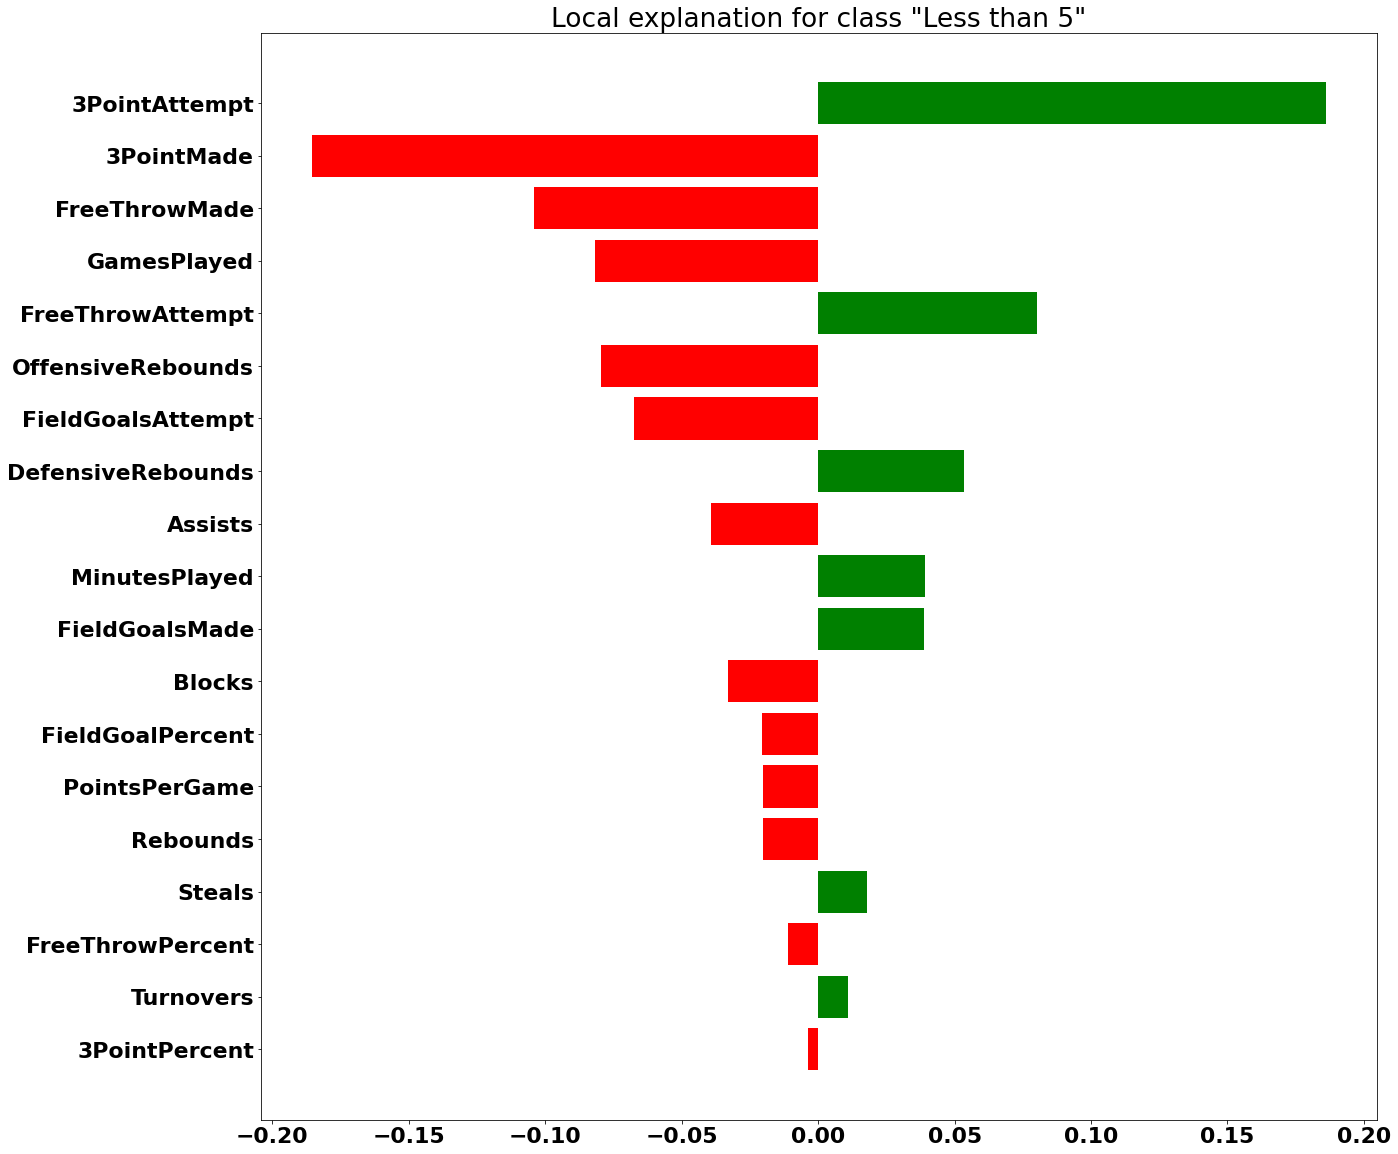 Local explanation for class "Less than 5"
3PointAttempt
3PointMade
FreeThrowMade
GamesPlayed
FreeThrowAttempt
OffensiveRebounds
FieldGoalsAttempt
DefensiveRebounds
Assists
MinutesPlayed
FieldGoalsMade
Blocks
FieldGoalPercent
PointsPerGame
Rebounds
Steals
FreeThrowPercent
Turnovers
3PointPercent
−0.20 −0.15 −0.10 −0.05 0.00 0.05 0.10 0.15 0.20